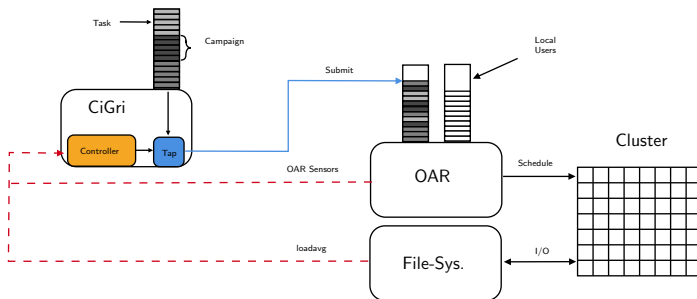 Task
Campaign
Local
Users
Submit
CiGri
Controller
Tap
Cluster
OAR Sensors
OAR
Schedule
loadavg
File-Sys.
I/O